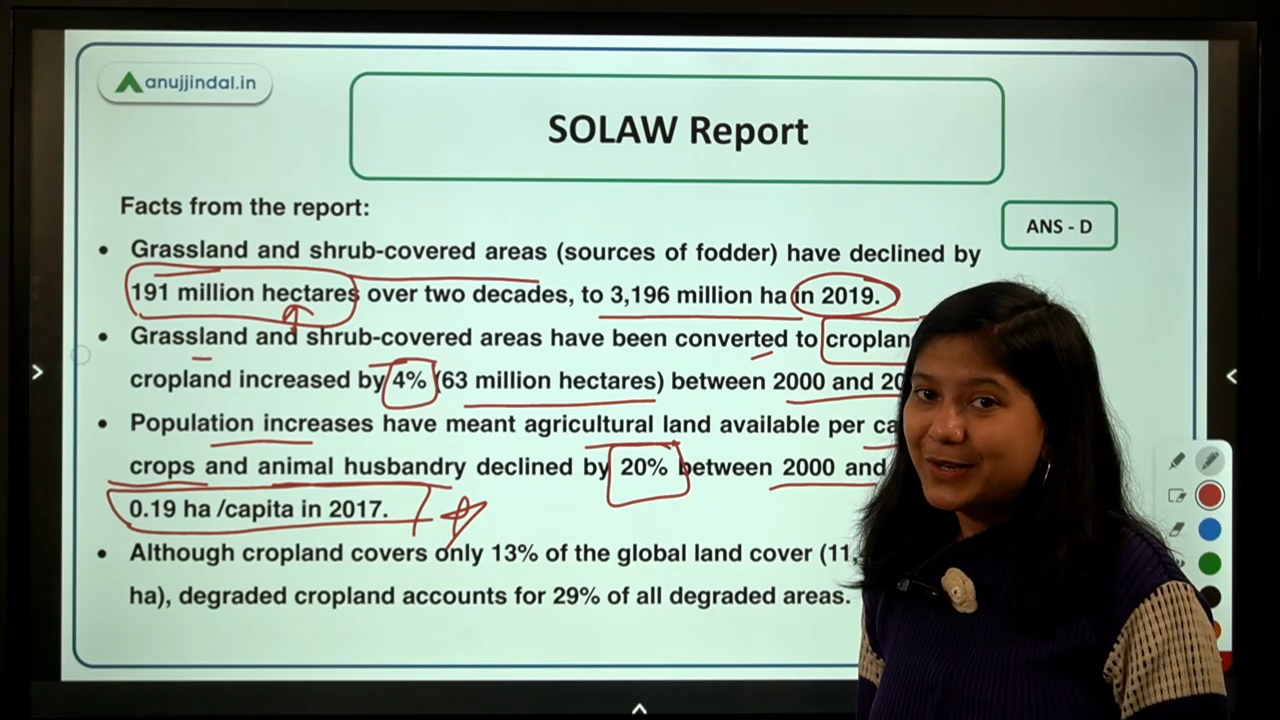 anujjindal.in
SOLAW Report
Facts from the report:
ANS - D
• Grassland and shrub-covered areas (sources of fodder) have declined by
191 million hectares over two decades, to 3,196 million ha in 2019.
• Grassland and shrub-covered areas have been converted to
cropland increased by 4% (63 million hectares) between 2000 and
• Population increases have meant agricultural land available per
crops and animal husbandry declined by 20% between 2000 and
0.19 ha /capita in 2017.
• Although cropland covers only 13% of the global land cover
ha), degraded cropland accounts for 29% of all degraded areas.